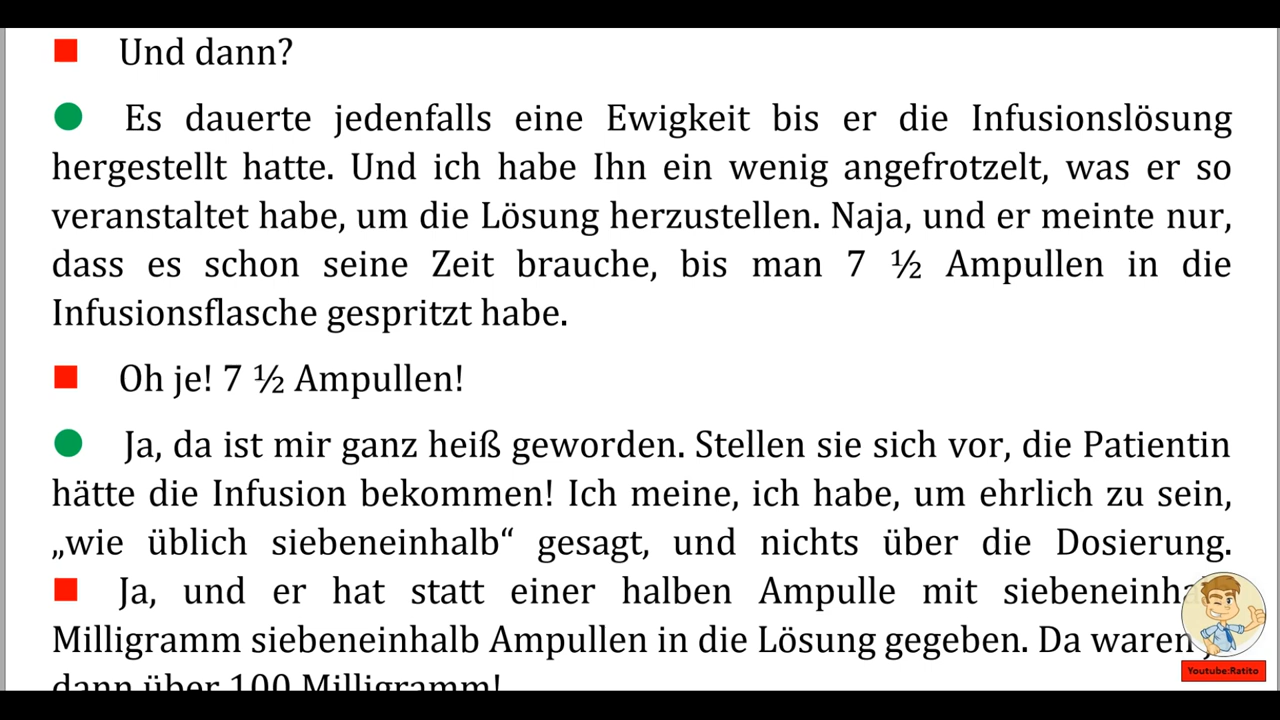 Und dann?
Es dauerte jedenfalls eine Ewigkeit bis er die Infusionslösung
hergestellt hatte. Und ich habe Ihn ein wenig angefrotzelt, was er so
veranstaltet habe, um die Lösung herzustellen. Naja, und er meinte nur,
dass es schon seine Zeit brauche, bis man 7 ½ Ampullen in die
Infusionsflasche gespritzt habe.
Oh je! 7 ½ Ampullen!
Ja, da ist mir ganz heiß geworden. Stellen sie sich vor, die Patientin
hätte die Infusion bekommen! Ich meine, ich habe, um ehrlich zu sein,
„wie üblich siebeneinhalb“ gesagt, und nichts über die Dosierung.
Ja, und er hat statt einer halben Ampulle mit
Milligramm siebeneinhalb Ampullen in die Lösung gegeben. Da waren
dann über 100 Milligramm!
Youtube:Ratito